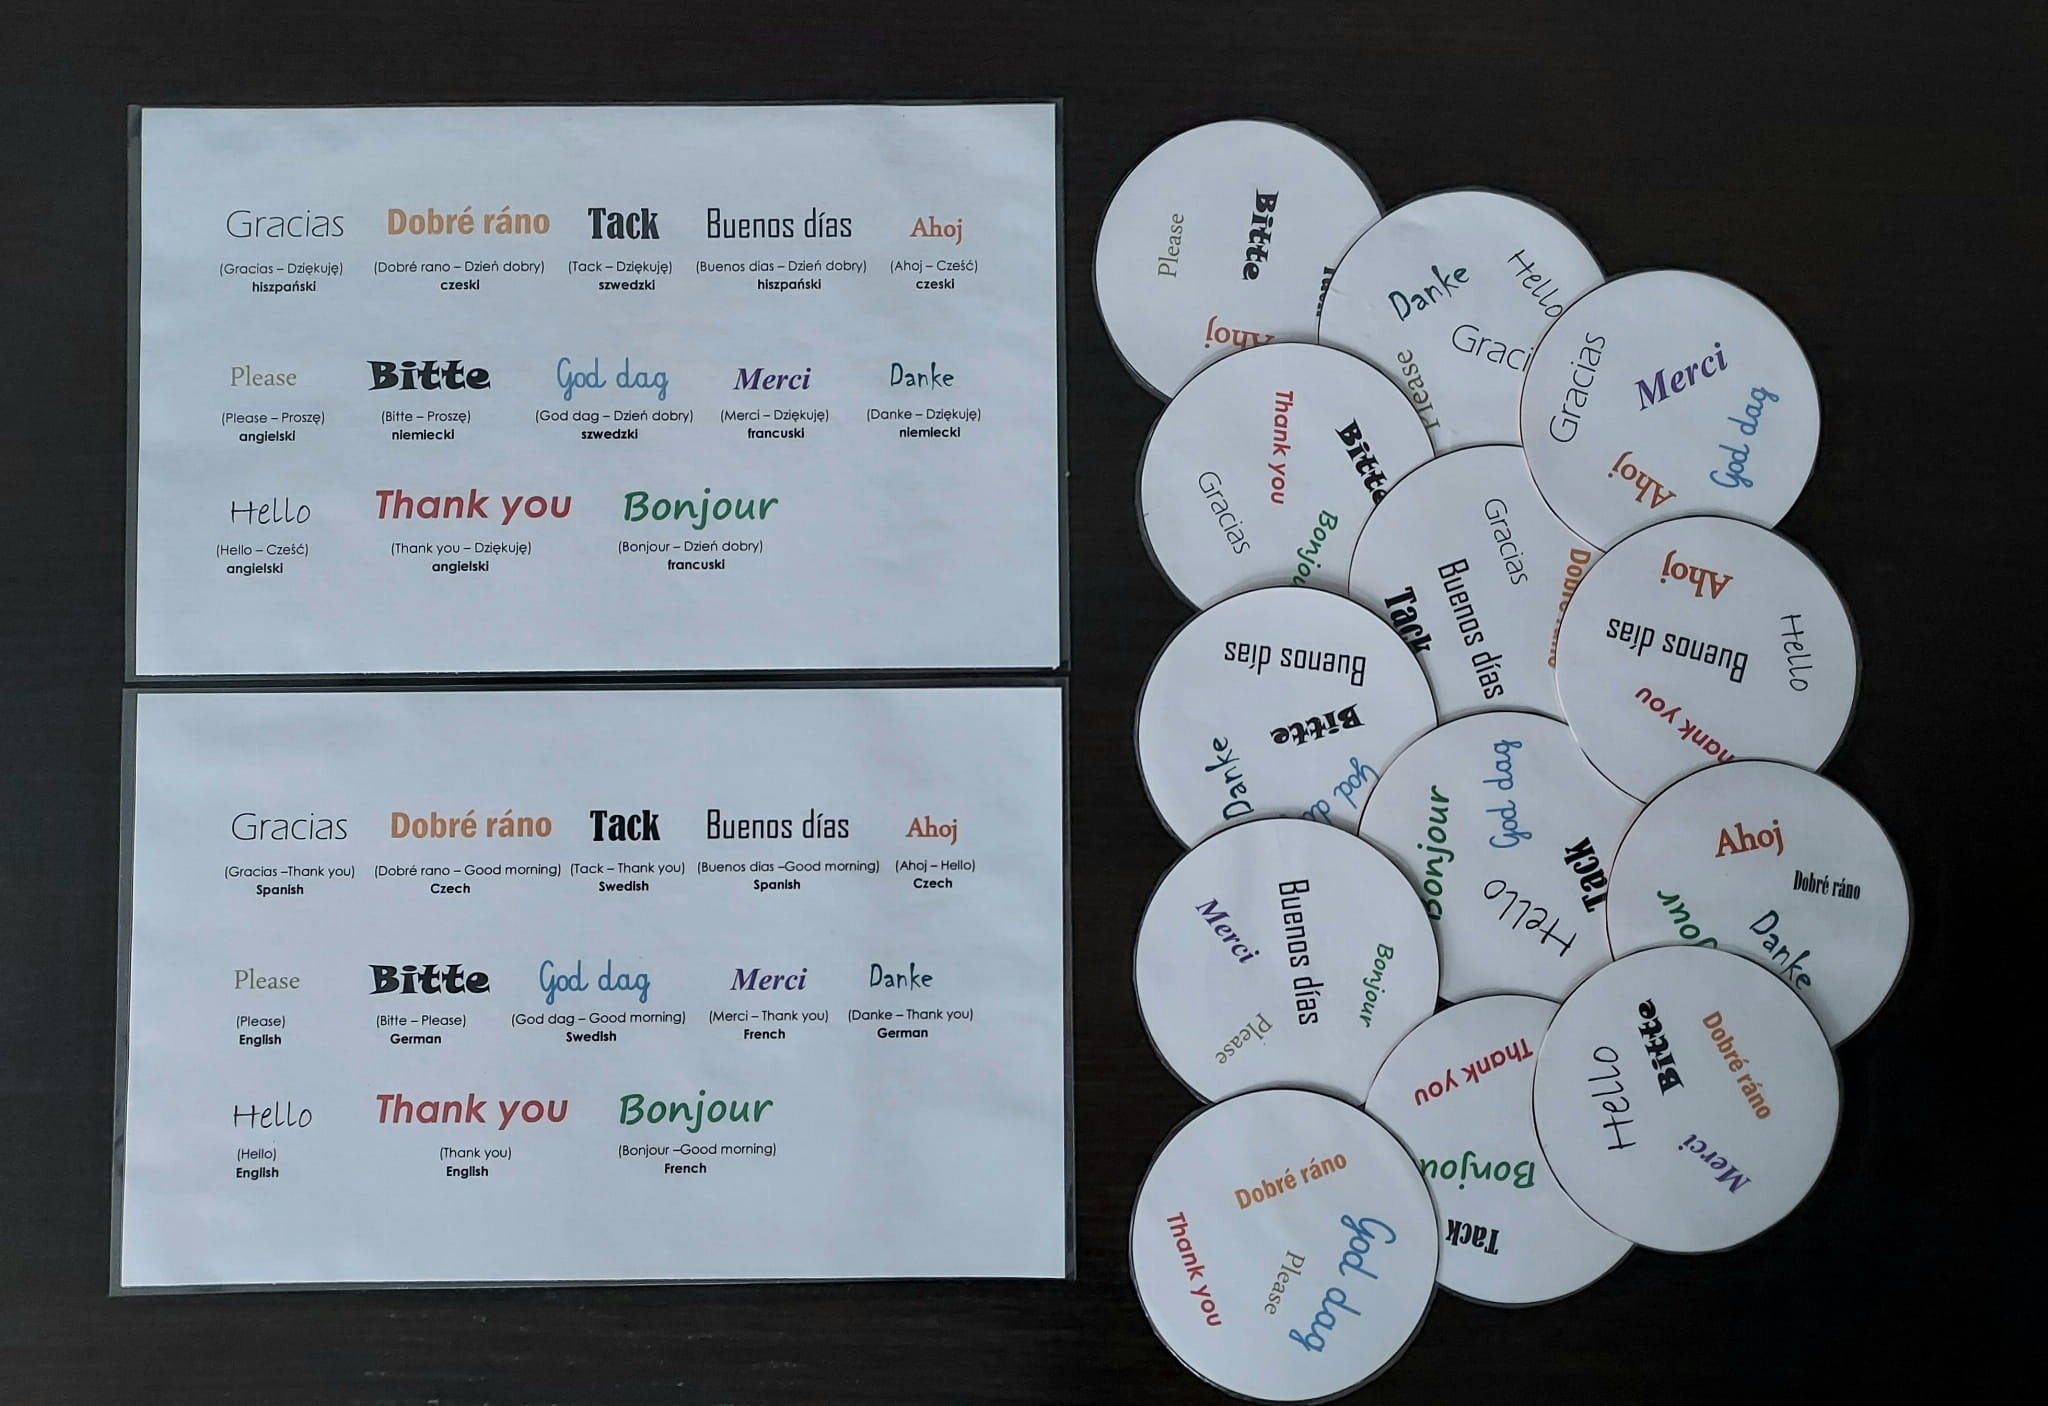 Gracias Dobré ráno Tack Buenos días Ahoj
(Gracias – Dziękuję) (Dobré rano – Dzień dobry) (Tack – Dziękuję) (Buenos dias – Dzień dobry) (Ahoj – Cześć)
hiszpański czeski szwedzki hiszpański czeski
Please Bitte God dag Merci Danke
(Please – Proszę) (Bitte – Proszę) (God dag – Dzień dobry) (Merci – Dziękuję) (Danke – Dziękuję)
angielski niemiecki szwedzki francuski niemiecki
Hello Thank you Bonjour
(Hello – Cześć) (Thank you – Dziękuję) (Bonjour – Dzień dobry)
angielski angielski francuski
Gracias Dobré ráno Tack Buenos días Ahoj
(Gracias –Thank you) (Dobré rano – Good morning) (Tack – Thank you) (Buenos dias –Good morning) (Ahoj – Hello)
Spanish Czech Swedish Spanish Czech
Please Bitte God dag Merci Danke
(Please) (Bitte – Please) (God dag – Good morning) (Merci – Thank you) (Danke – Thank you)
English German Swedish French German
Hello Thank you Bonjour
(Hello) (Thank you) (Bonjour –Good morning)
English English French
Please
Bitte
Ahoj
Danke
Hello
Graci
Please
Gracias
Merci
God dag
Ahoj
Thank you
Bitte
Gracias
Bonjou
Gracias
Buenos días
Tack
Ahoj
Buenos días
Hello
hank you
Buenos días
Bitte
Danke
God d
God dag
Bonjour
Tack
Hello
Ahoj
Dobré ráno
jour
Danke
Merci
Buenos días
Bonjour
Please
Thank you
Bonjou
Tack
Hello
Bitte
Dobré ráno
Merci
Dobré ráno
Thank you
Please
God dag